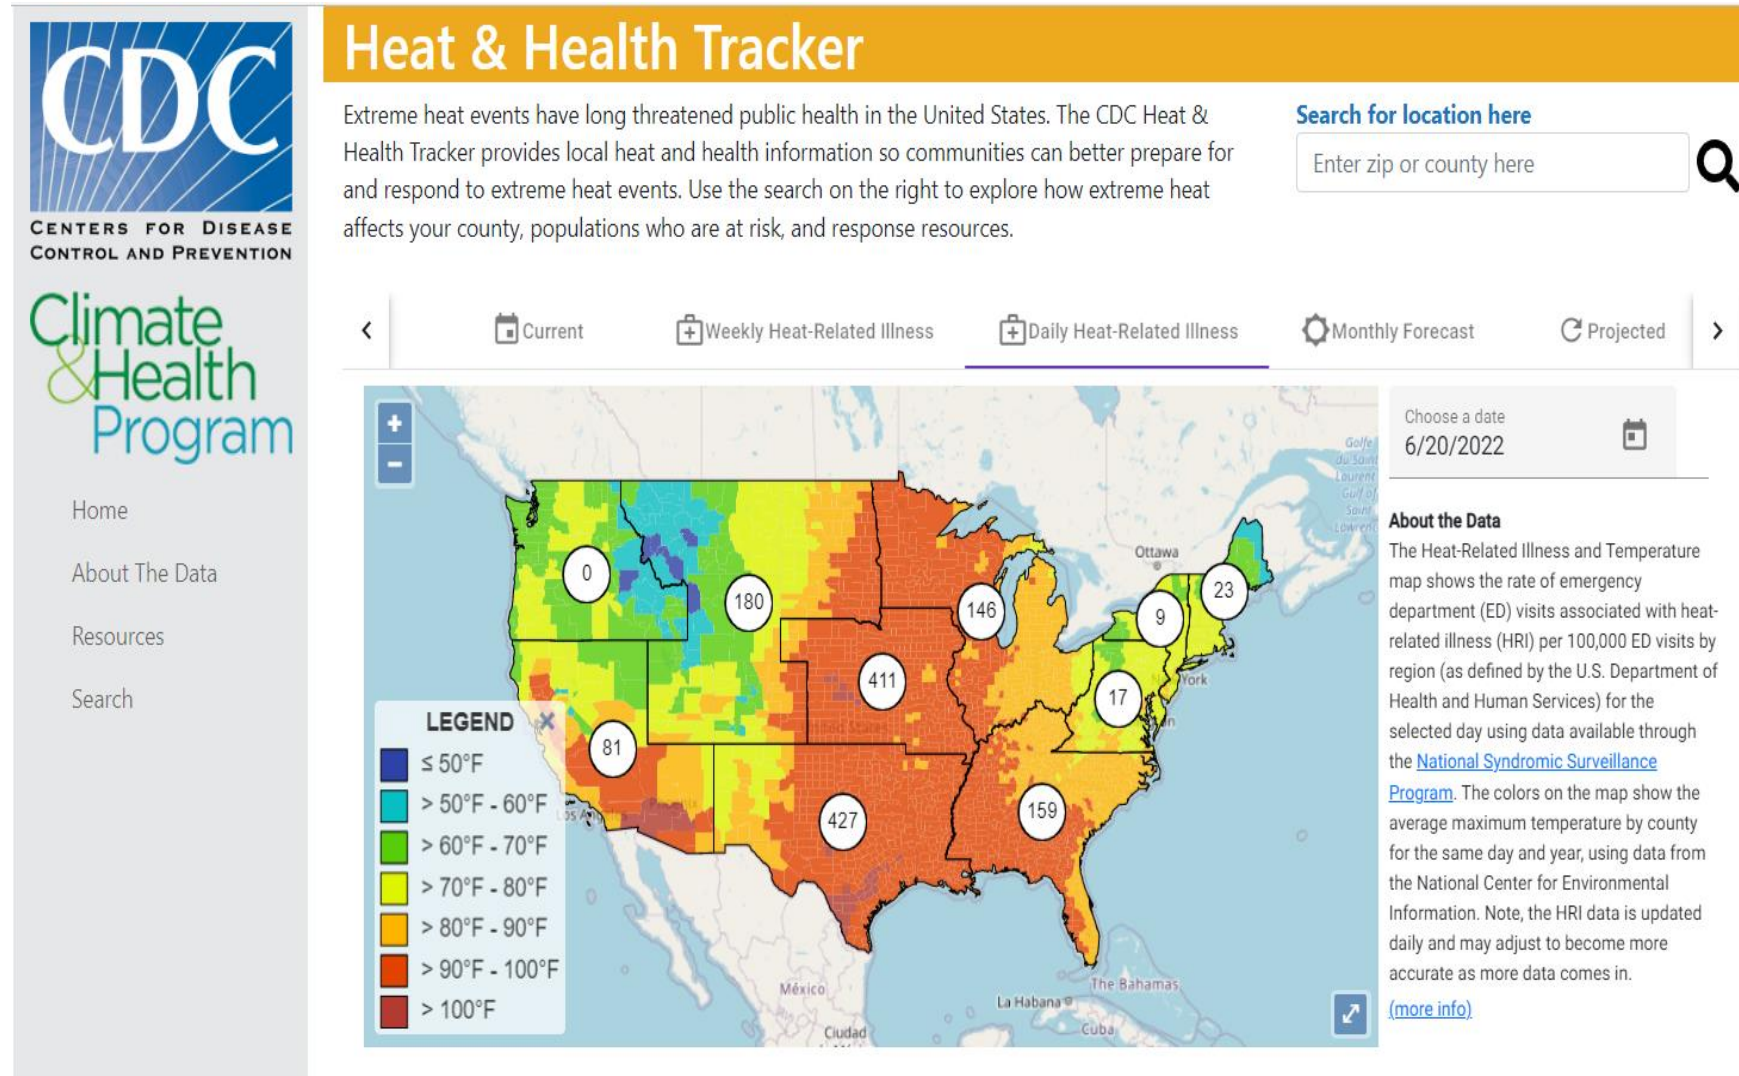 CDC
CENTERS FOR DISEASE
CONTROL AND PREVENTION
Climate
& Health
Program
Home
About The Data
Resources
Search
Heat & Health Tracker
Extreme heat events have long threatened public health in the United States. The CDC Heat &
Health Tracker provides local heat and health information so communities can better prepare for
and respond to extreme heat events. Use the search on the right to explore how extreme heat
affects your county, populations who are at risk, and response resources.
Search for location here
Enter zip or county here
Current
Weekly Heat-Related Illness
Daily Heat-Related Illness
Monthly Forecast
Projected
+
−
Golfe
du Saint
Laurent
Gulf of
Saint
Lawrence
Ottawa
0
180
146
9
23
411
17
York
81
427
159
Los Angeles
Phoenix
México
Ciudad
La Habana
Cuba
The Bahamas
LEGEND
≤ 50°F
> 50°F - 60°F
> 60°F - 70°F
> 70°F - 80°F
> 80°F - 90°F
> 90°F - 100°F
> 100°F
Choose a date
6/20/2022
About the Data
The Heat-Related Illness and Temperature
map shows the rate of emergency
department (ED) visits associated with heat-
related illness (HRI) per 100,000 ED visits by
region (as defined by the U.S. Department of
Health and Human Services) for the
selected day using data available through
the National Syndromic Surveillance
Program. The colors on the map show the
average maximum temperature by county
for the same day and year, using data from
the National Center for Environmental
Information. Note, the HRI data is updated
daily and may adjust to become more
accurate as more data comes in.
(more info)